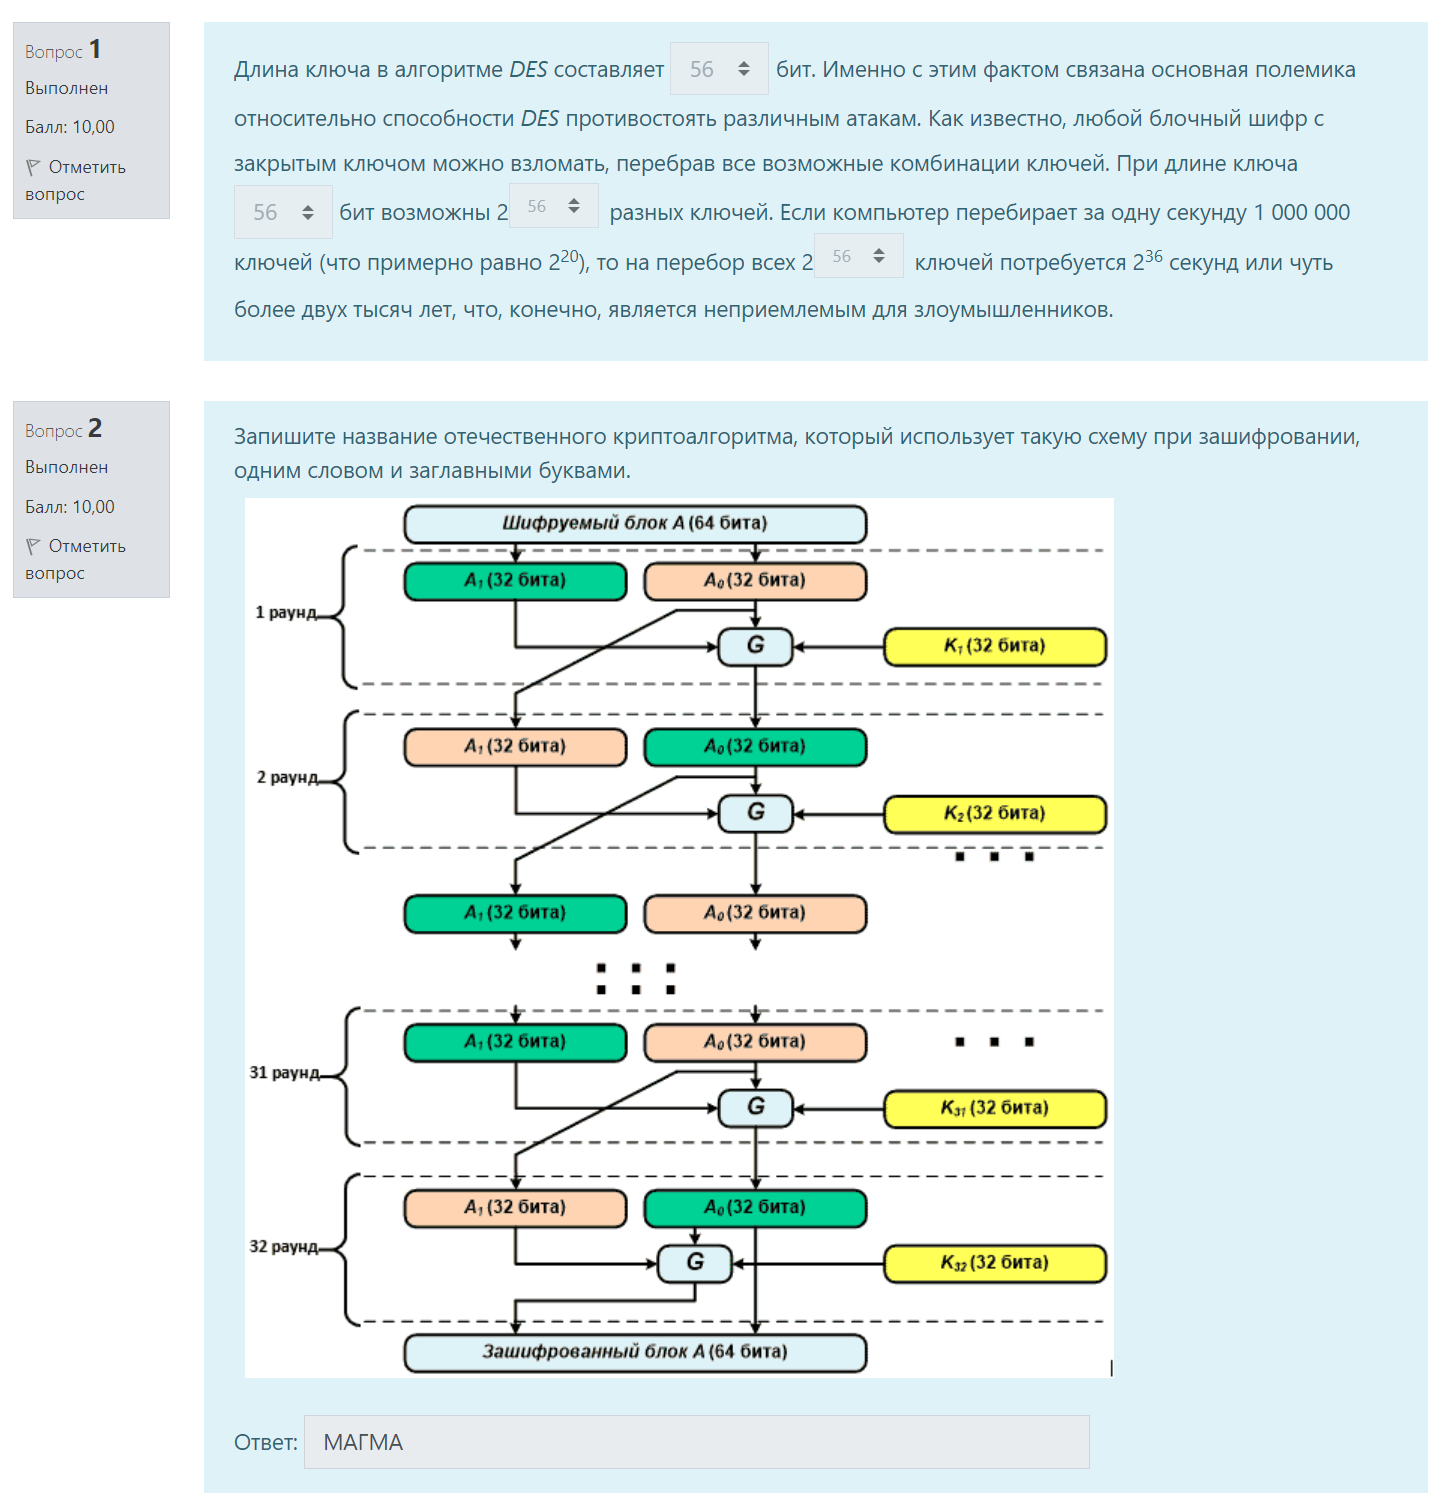 Вопрос 1
Выполнен
Балл: 10,00
Отметить
вопрос
Длина ключа в алгоритме DES составляет 56 бит. Именно с этим фактом связана основная полемика
относительно способности DES противостоять различным атакам. Как известно, любой блочный шифр с
закрытым ключом можно взломать, перебрав все возможные комбинации ключей. При длине ключа
56 бит возможны 2 56 разных ключей. Если компьютер перебирает за одну секунду 1 000 000
ключей (что примерно равно 2²⁰), то на перебор всех 2 56 ключей потребуется 2³⁶ секунд или чуть
более двух тысяч лет, что, конечно, является неприемлемым для злоумышленников.
Вопрос 2
Выполнен
Балл: 10,00
Отметить
вопрос
Запишите название отечественного криптоалгоритма, который использует такую схему при зашифровании,
одним словом и заглавными буквами.
Шифруемый блок A (64 бита)
A₁ (32 бита) A₀ (32 бита)
1 раунд
G K₁ (32 бита)
A₁ (32 бита) A₀ (32 бита)
2 раунд
G K₂ (32 бита)
A₁ (32 бита) A₀ (32 бита)
A₁ (32 бита) A₀ (32 бита)
31 раунд
G K₃₁ (32 бита)
A₁ (32 бита) A₀ (32 бита)
32 раунд
G K₃₂ (32 бита)
Зашифрованный блок A (64 бита)
Ответ: МАГМА